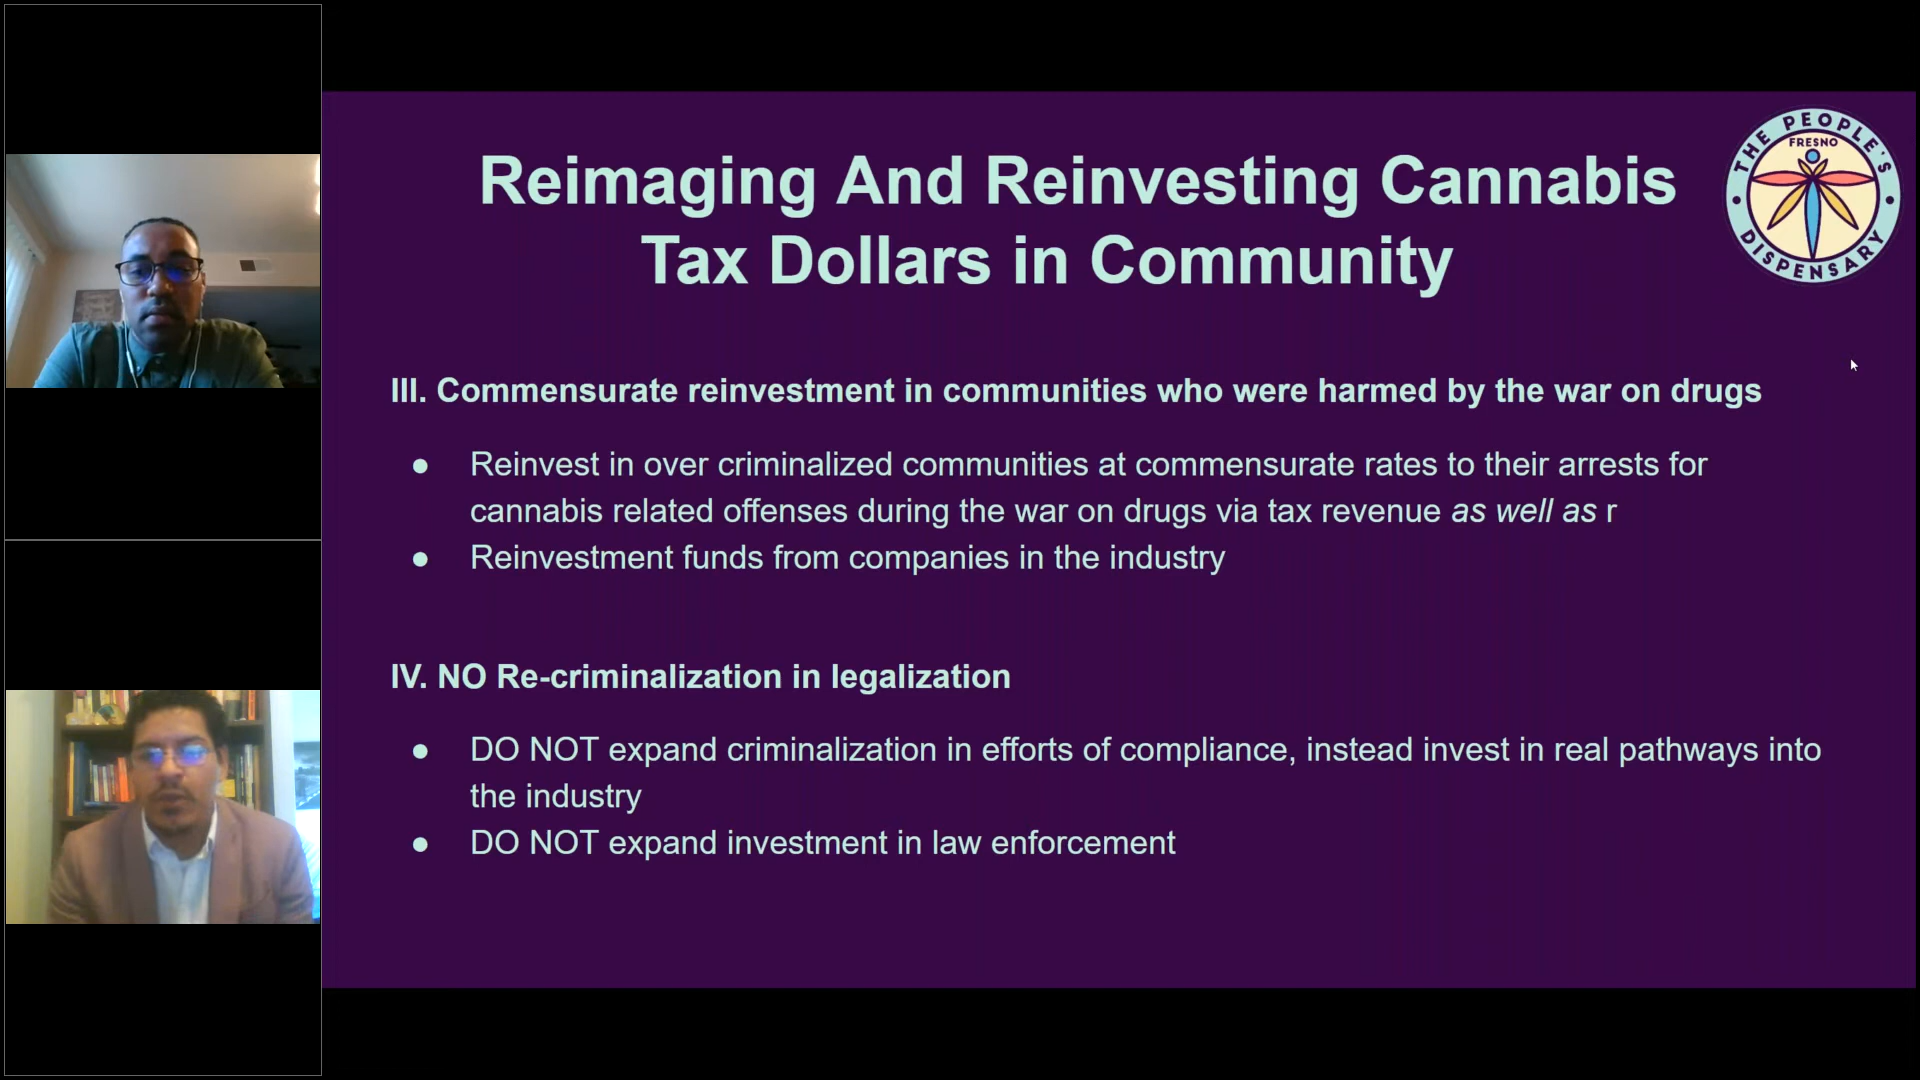 Reimaging And Reinvesting Cannabis
Tax Dollars in Community
THE PEOPLE'S
FRESNO
DISPENSARY
III. Commensurate reinvestment in communities who were harmed by the war on drugs
● Reinvest in over criminalized communities at commensurate rates to their arrests for
cannabis related offenses during the war on drugs via tax revenue as well as r
● Reinvestment funds from companies in the industry
IV. NO Re-criminalization in legalization
● DO NOT expand criminalization in efforts of compliance, instead invest in real pathways into
the industry
● DO NOT expand investment in law enforcement